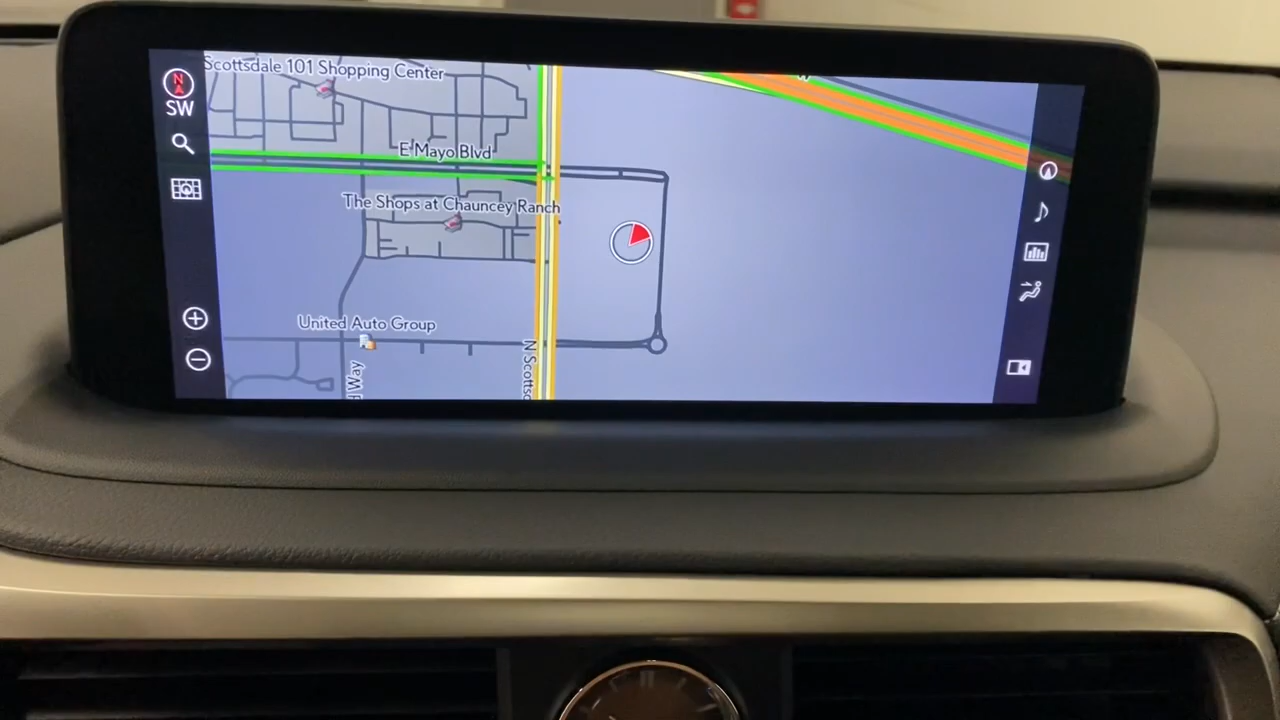 Scottsdale 101 Shopping Center
N
SW
E Mayo Blvd
The Shops at Chauncey Ranch
United Auto Group
N Scotts
Way